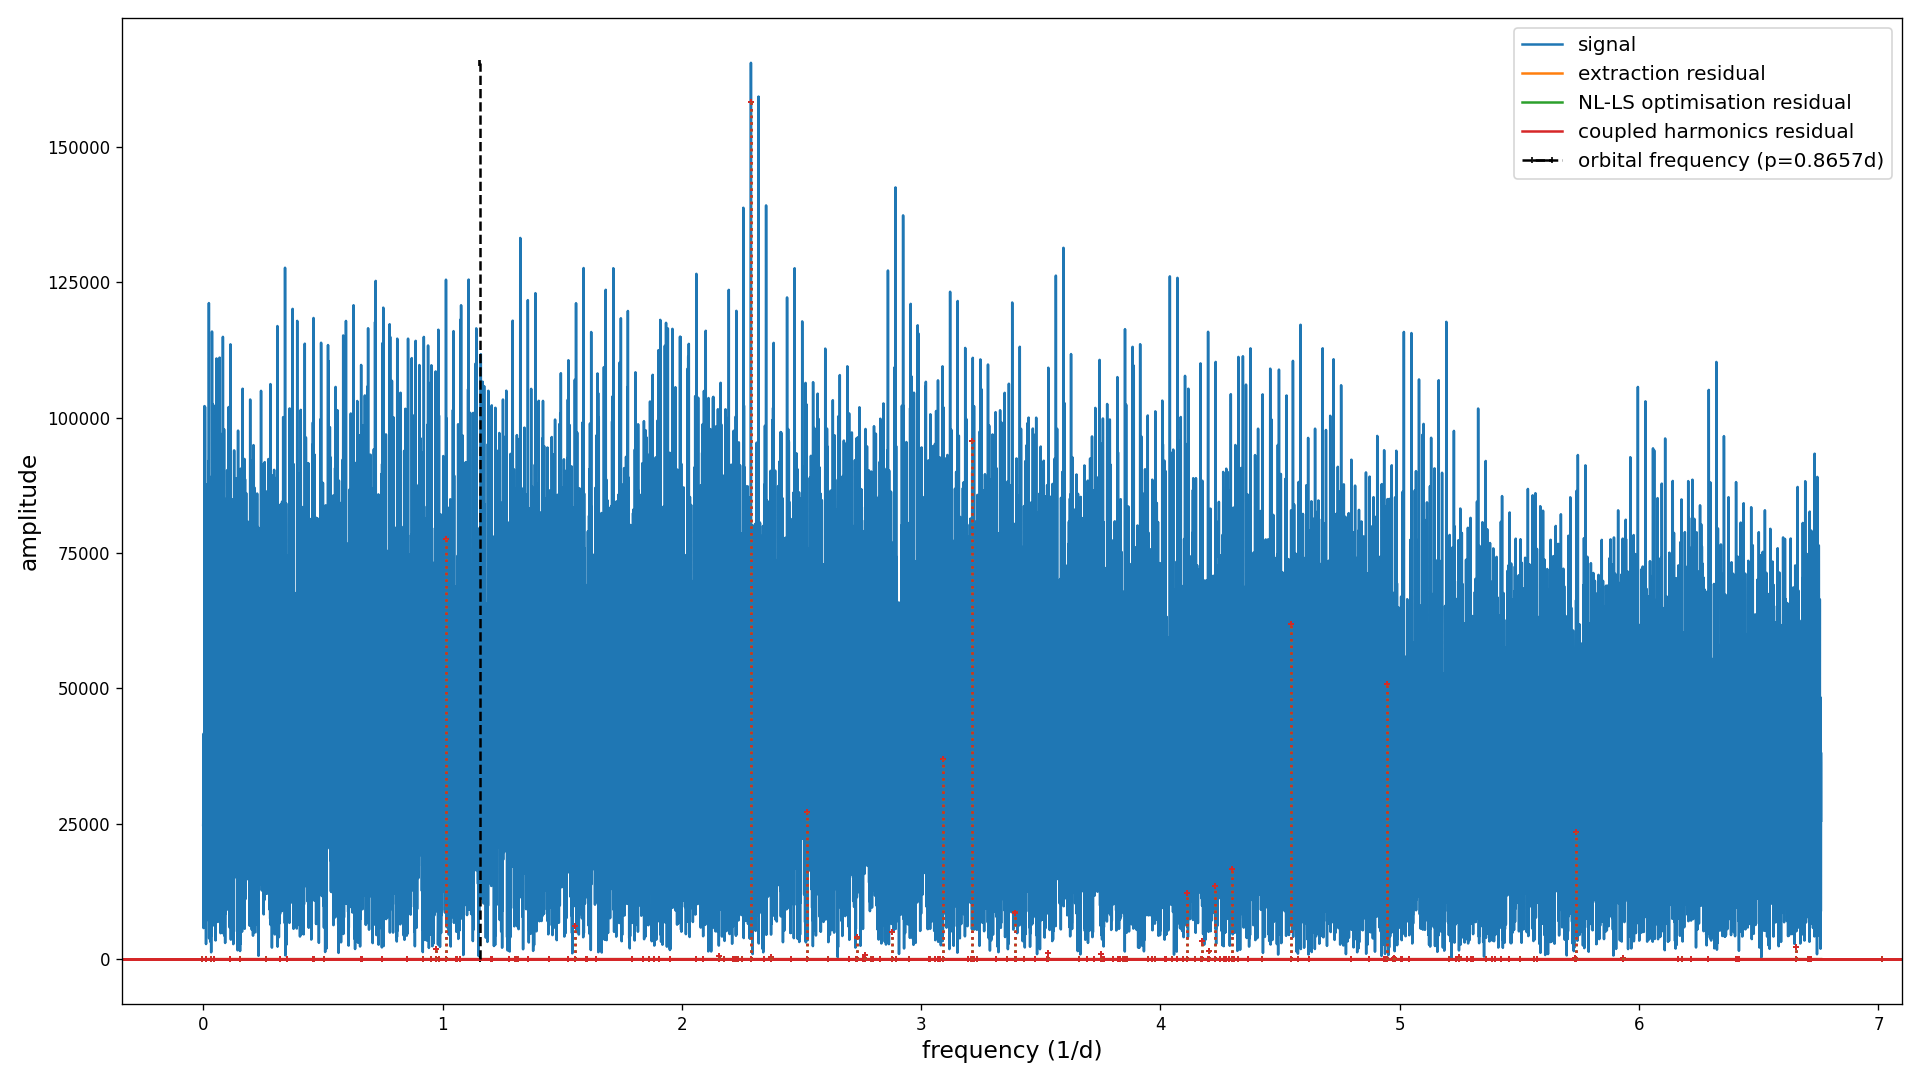 signal
extraction residual
NL-LS optimisation residual
coupled harmonics residual
orbital frequency (p=0.8657d)
amplitude
150000
125000
100000
75000
50000
25000
0
0 1 2 3 4 5 6 7
frequency (1/d)